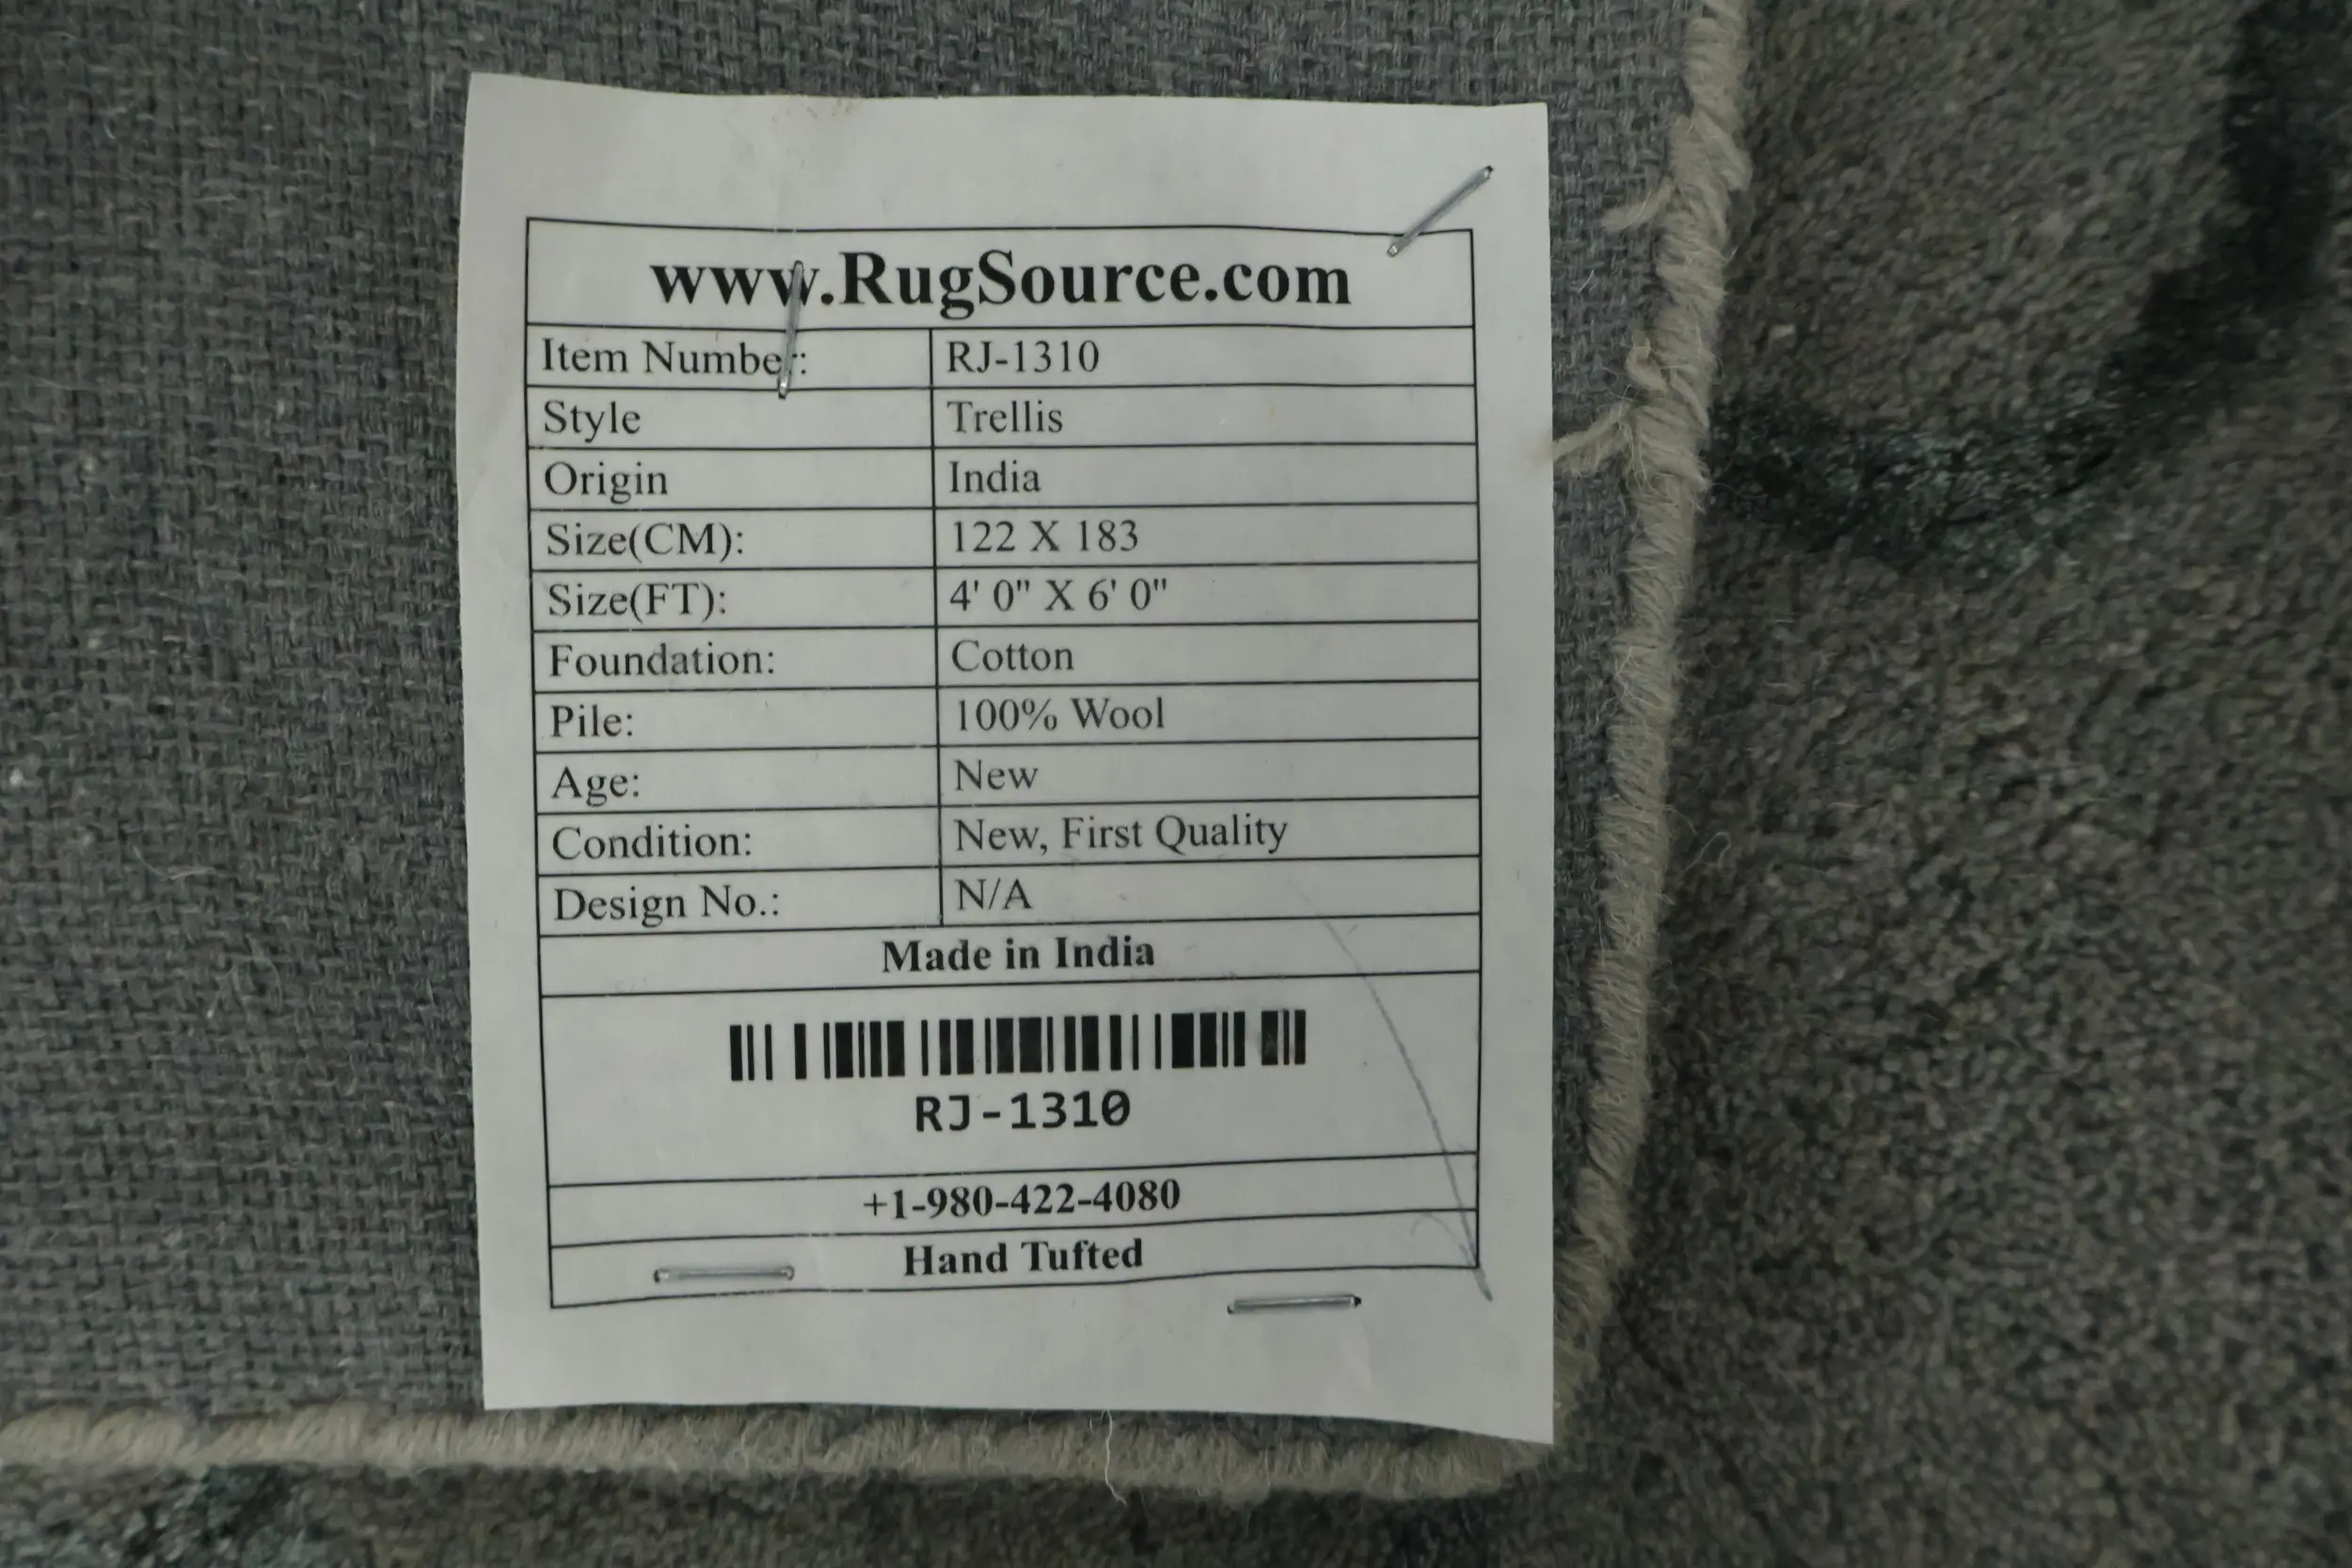 www.RugSource.com
Item Number: RJ-1310
Style Trellis
Origin India
Size(CM): 122 X 183
Size(FT): 4' 0" X 6' 0"
Foundation: Cotton
Pile: 100% Wool
Age: New
Condition: New, First Quality
Design No.: N/A
Made in India
RJ-1310
+1-980-422-4080
Hand Tufted